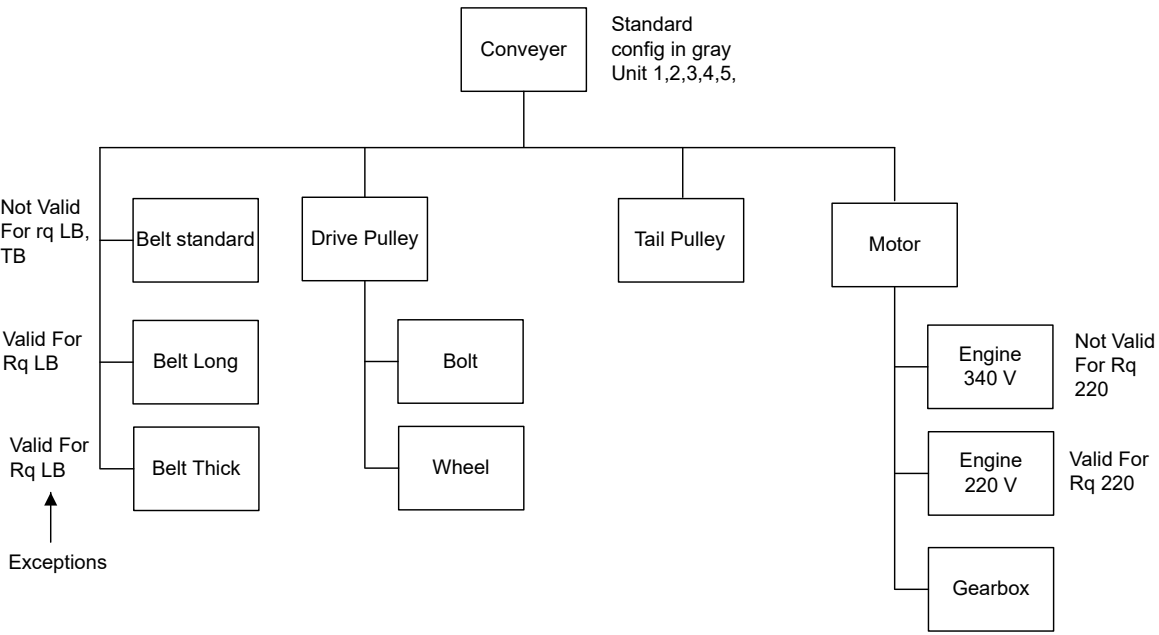 Conveyer
Standard
config in gray
Unit 1,2,3,4,5,
Not Valid
For rq LB,
TB
Belt standard
Drive Pulley
Tail Pulley
Motor
Valid For
Rq LB
Belt Long
Bolt
Engine
340 V
Not Valid
For Rq
220
Valid For
Rq LB
Belt Thick
Wheel
Engine
220 V
Valid For
Rq 220
Exceptions
Gearbox